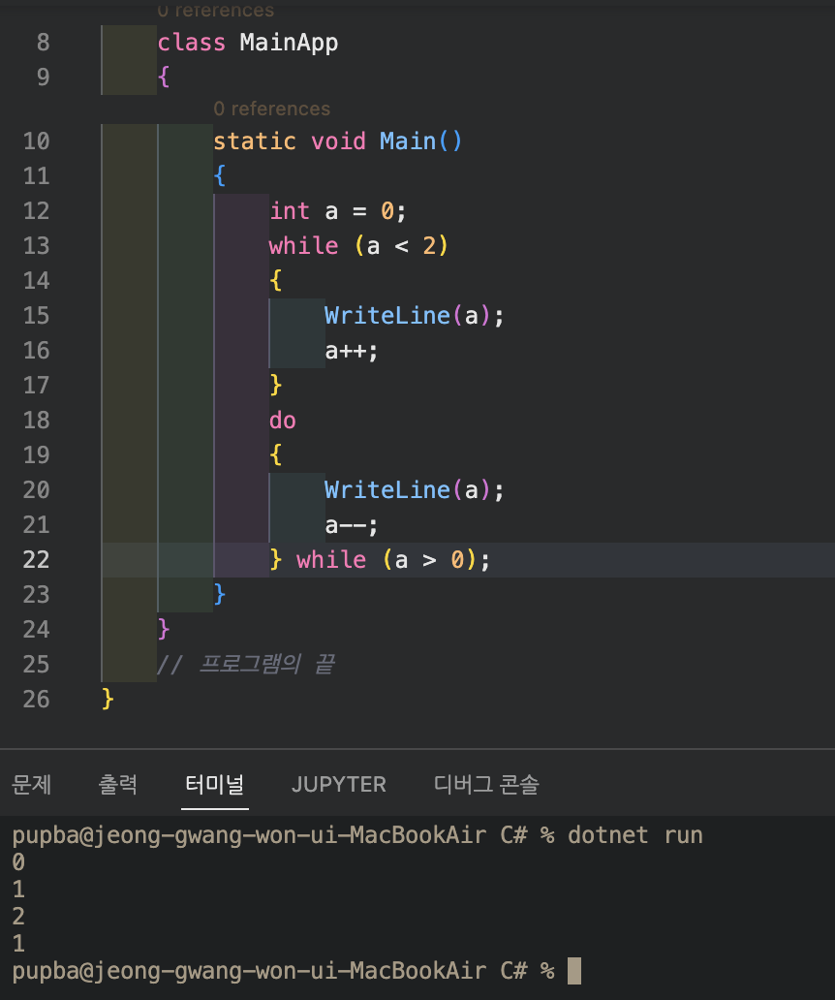 0 references
8 class MainApp
9 {
0 references
10 static void Main()
11 {
12 int a = 0;
13 while (a < 2)
14 {
15 WriteLine(a);
16 a++;
17 }
18 do
19 {
20 WriteLine(a);
21 a--;
22 } while (a > 0);
23 }
24 }
25 // 프로그램의 끝
26 }
문제 출력 터미널 JUPYTER 디버그 콘솔
pupba@jeong-gwang-won-ui-MacBookAir C# % dotnet run
0
1
2
1
pupba@jeong-gwang-won-ui-MacBookAir C# %